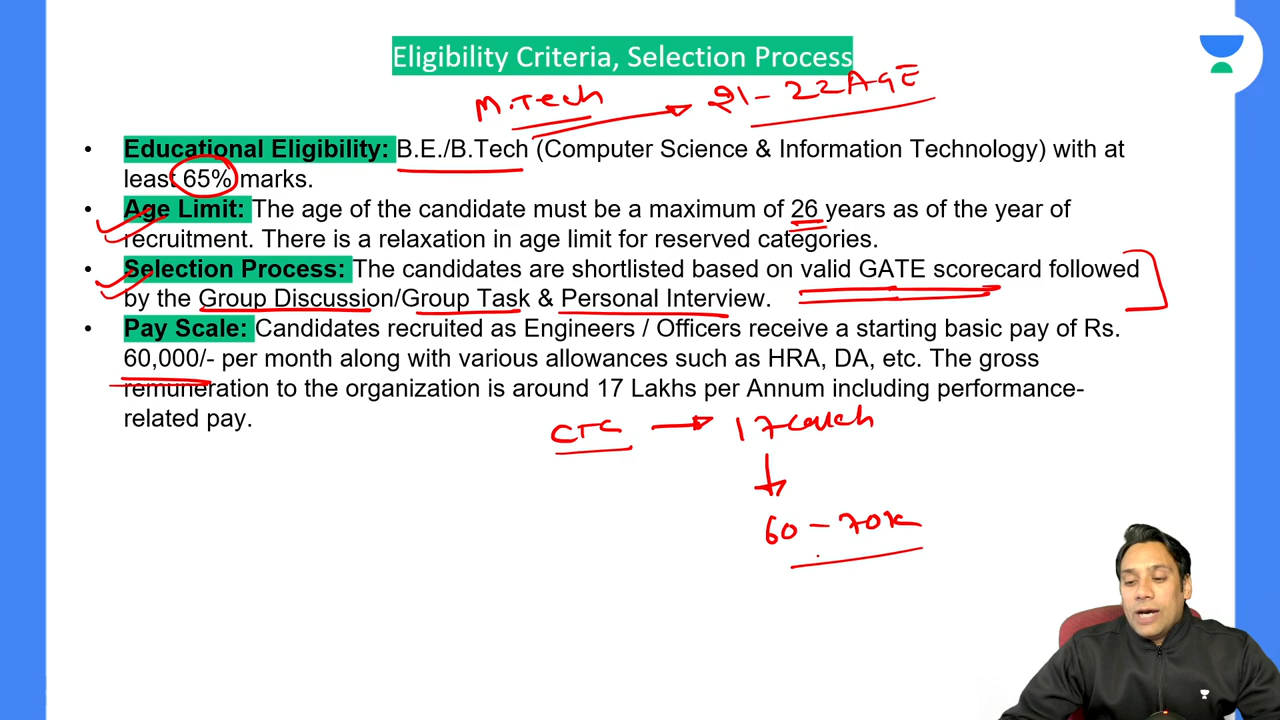 Eligibility Criteria, Selection Process
M.Tech 21-22 AGE
• Educational Eligibility: B.E./B.Tech (Computer Science & Information Technology) with at
least 65% marks.
• Age Limit: The age of the candidate must be a maximum of 26 years as of the year of
recruitment. There is a relaxation in age limit for reserved categories.
• Selection Process: The candidates are shortlisted based on valid GATE scorecard followed
by the Group Discussion/Group Task & Personal Interview.
• Pay Scale: Candidates recruited as Engineers / Officers receive a starting basic pay of Rs.
60,000/- per month along with various allowances such as HRA, DA, etc. The gross
remuneration to the organization is around 17 Lakhs per Annum including performance-
related pay.
CTC 17
60-70K